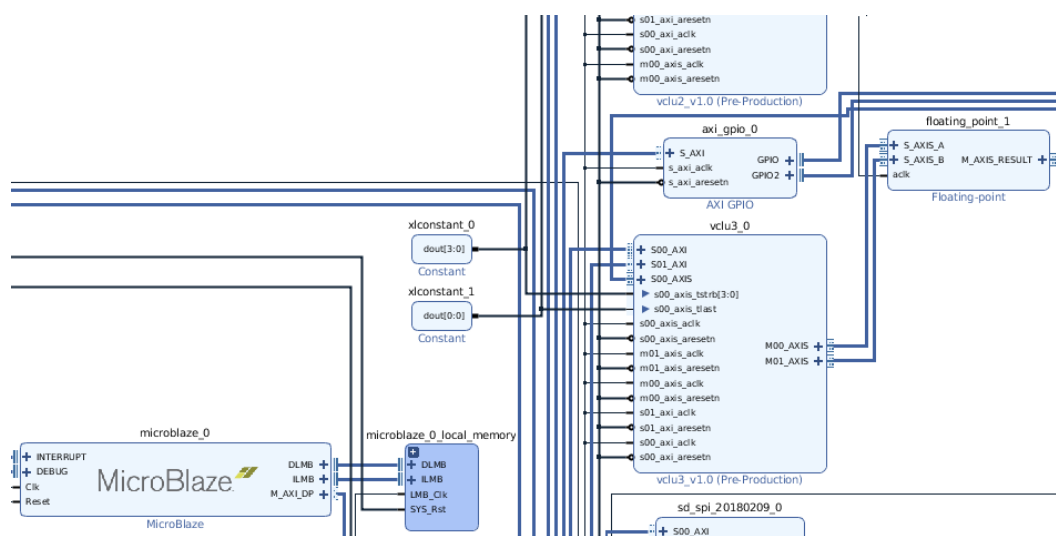 s01_axi_aresetn
s00_axi_aclk
s00_axi_aresetn
m00_axis_aclk
m00_axis_aresetn
vclu2_v1.0 (Pre-Production)
axi_gpio_0
S_AXI
s_axi_aclk
s_axi_aresetn
GPIO
GPIO2
AXI GPIO
floating_point_1
S_AXIS_A
S_AXIS_B
aclk
M_AXIS_RESULT
Floating-point
xlconstant_0
dout[3:0]
Constant
xlconstant_1
dout[0:0]
Constant
vclu3_0
S00_AXI
S01_AXI
S00_AXIS
s00_axis_tstrb[3:0]
s00_axis_tlast
s00_axis_aclk
s00_axis_aresetn
m01_axis_aclk
m01_axis_aresetn
m00_axis_aclk
m00_axis_aresetn
s01_axi_aclk
s01_axi_aresetn
s00_axi_aclk
s00_axi_aresetn
M00_AXIS
M01_AXIS
vclu3_v1.0 (Pre-Production)
microblaze_0
INTERRUPT
DEBUG
Clk
Reset
MicroBlaze
DLMB
ILMB
M_AXI_DP
MicroBlaze
microblaze_0_local_memory
DLMB
ILMB
LMB_Clk
SYS_Rst
sd_spi_20180209_0
S00_AXI